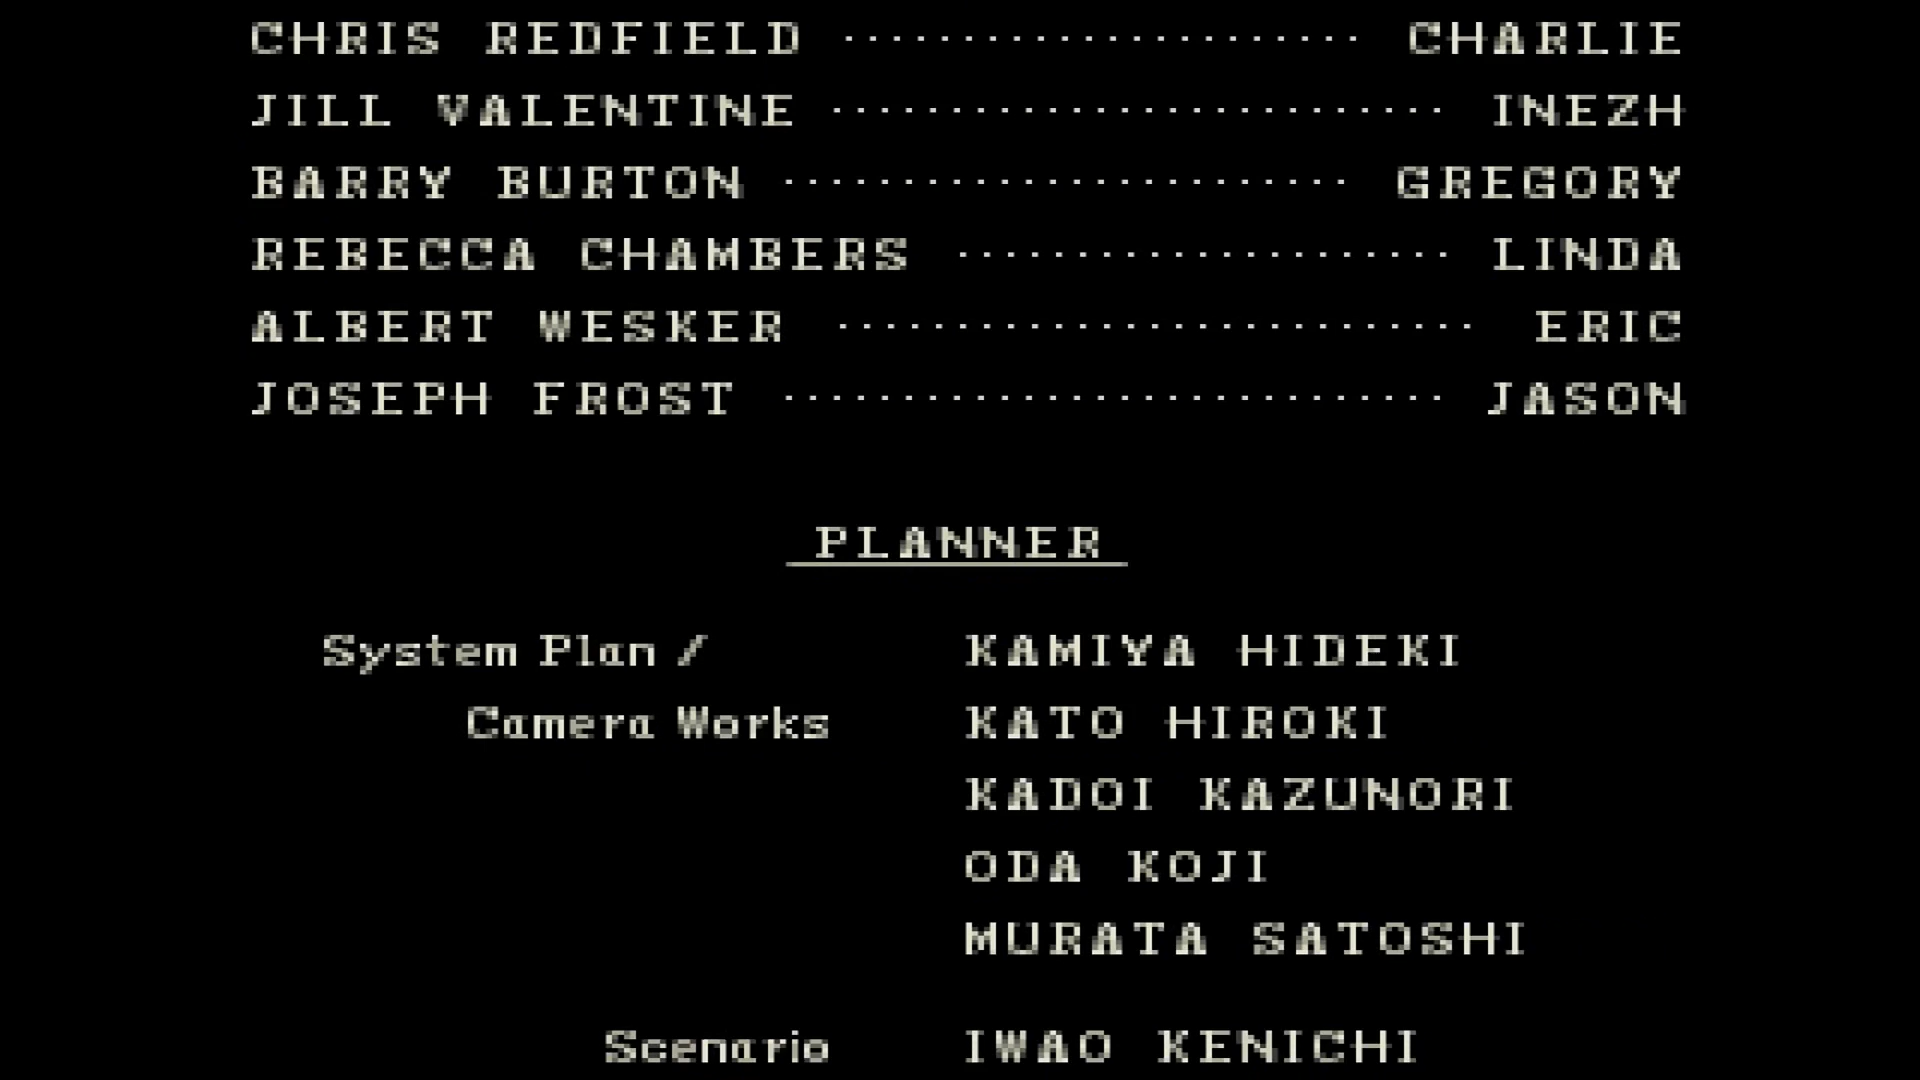 CHRIS REDFIELD ······················ CHARLIE
JILL VALENTINE ·························· INEZH
BARRY BURTON ························ GREGORY
REBECCA CHAMBERS ····················· LINDA
ALBERT WESKER ··························· ERIC
JOSEPH FROST ···························· JASON
PLANNER
System Plan / KAMIYA HIDEKI
Camera Works KATO HIROKI
KADOI KAZUNORI
ODA KOJI
MURATA SATOSHI
Scenario IWAO KENICHI